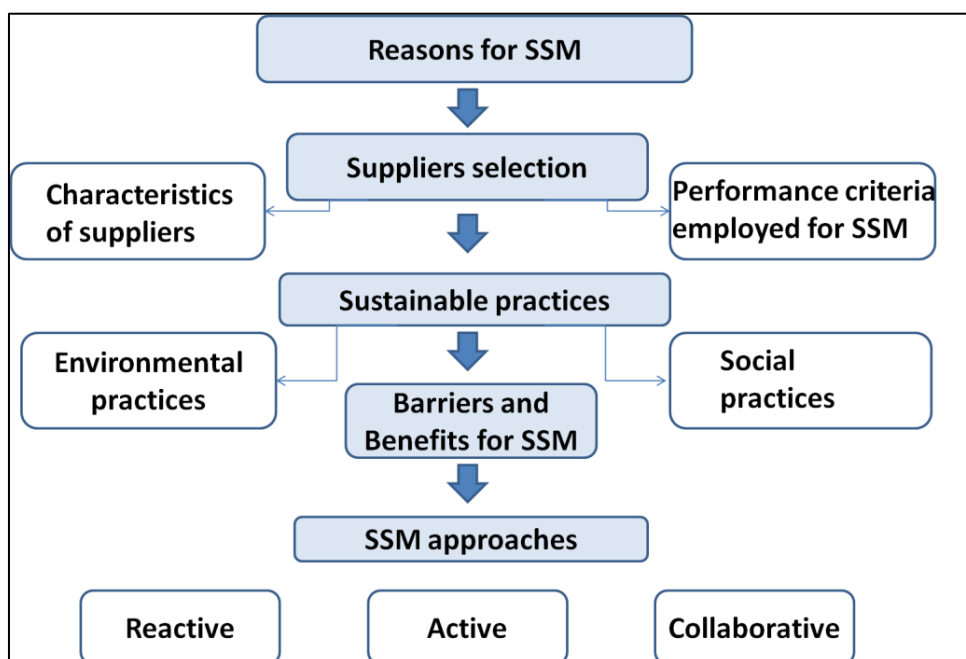 Reasons for SSM
Suppliers selection
Characteristics
of suppliers
Performance criteria
employed for SSM
Sustainable practices
Environmental
practices
Social
practices
Barriers and
Benefits for SSM
SSM approaches
Reactive
Active
Collaborative